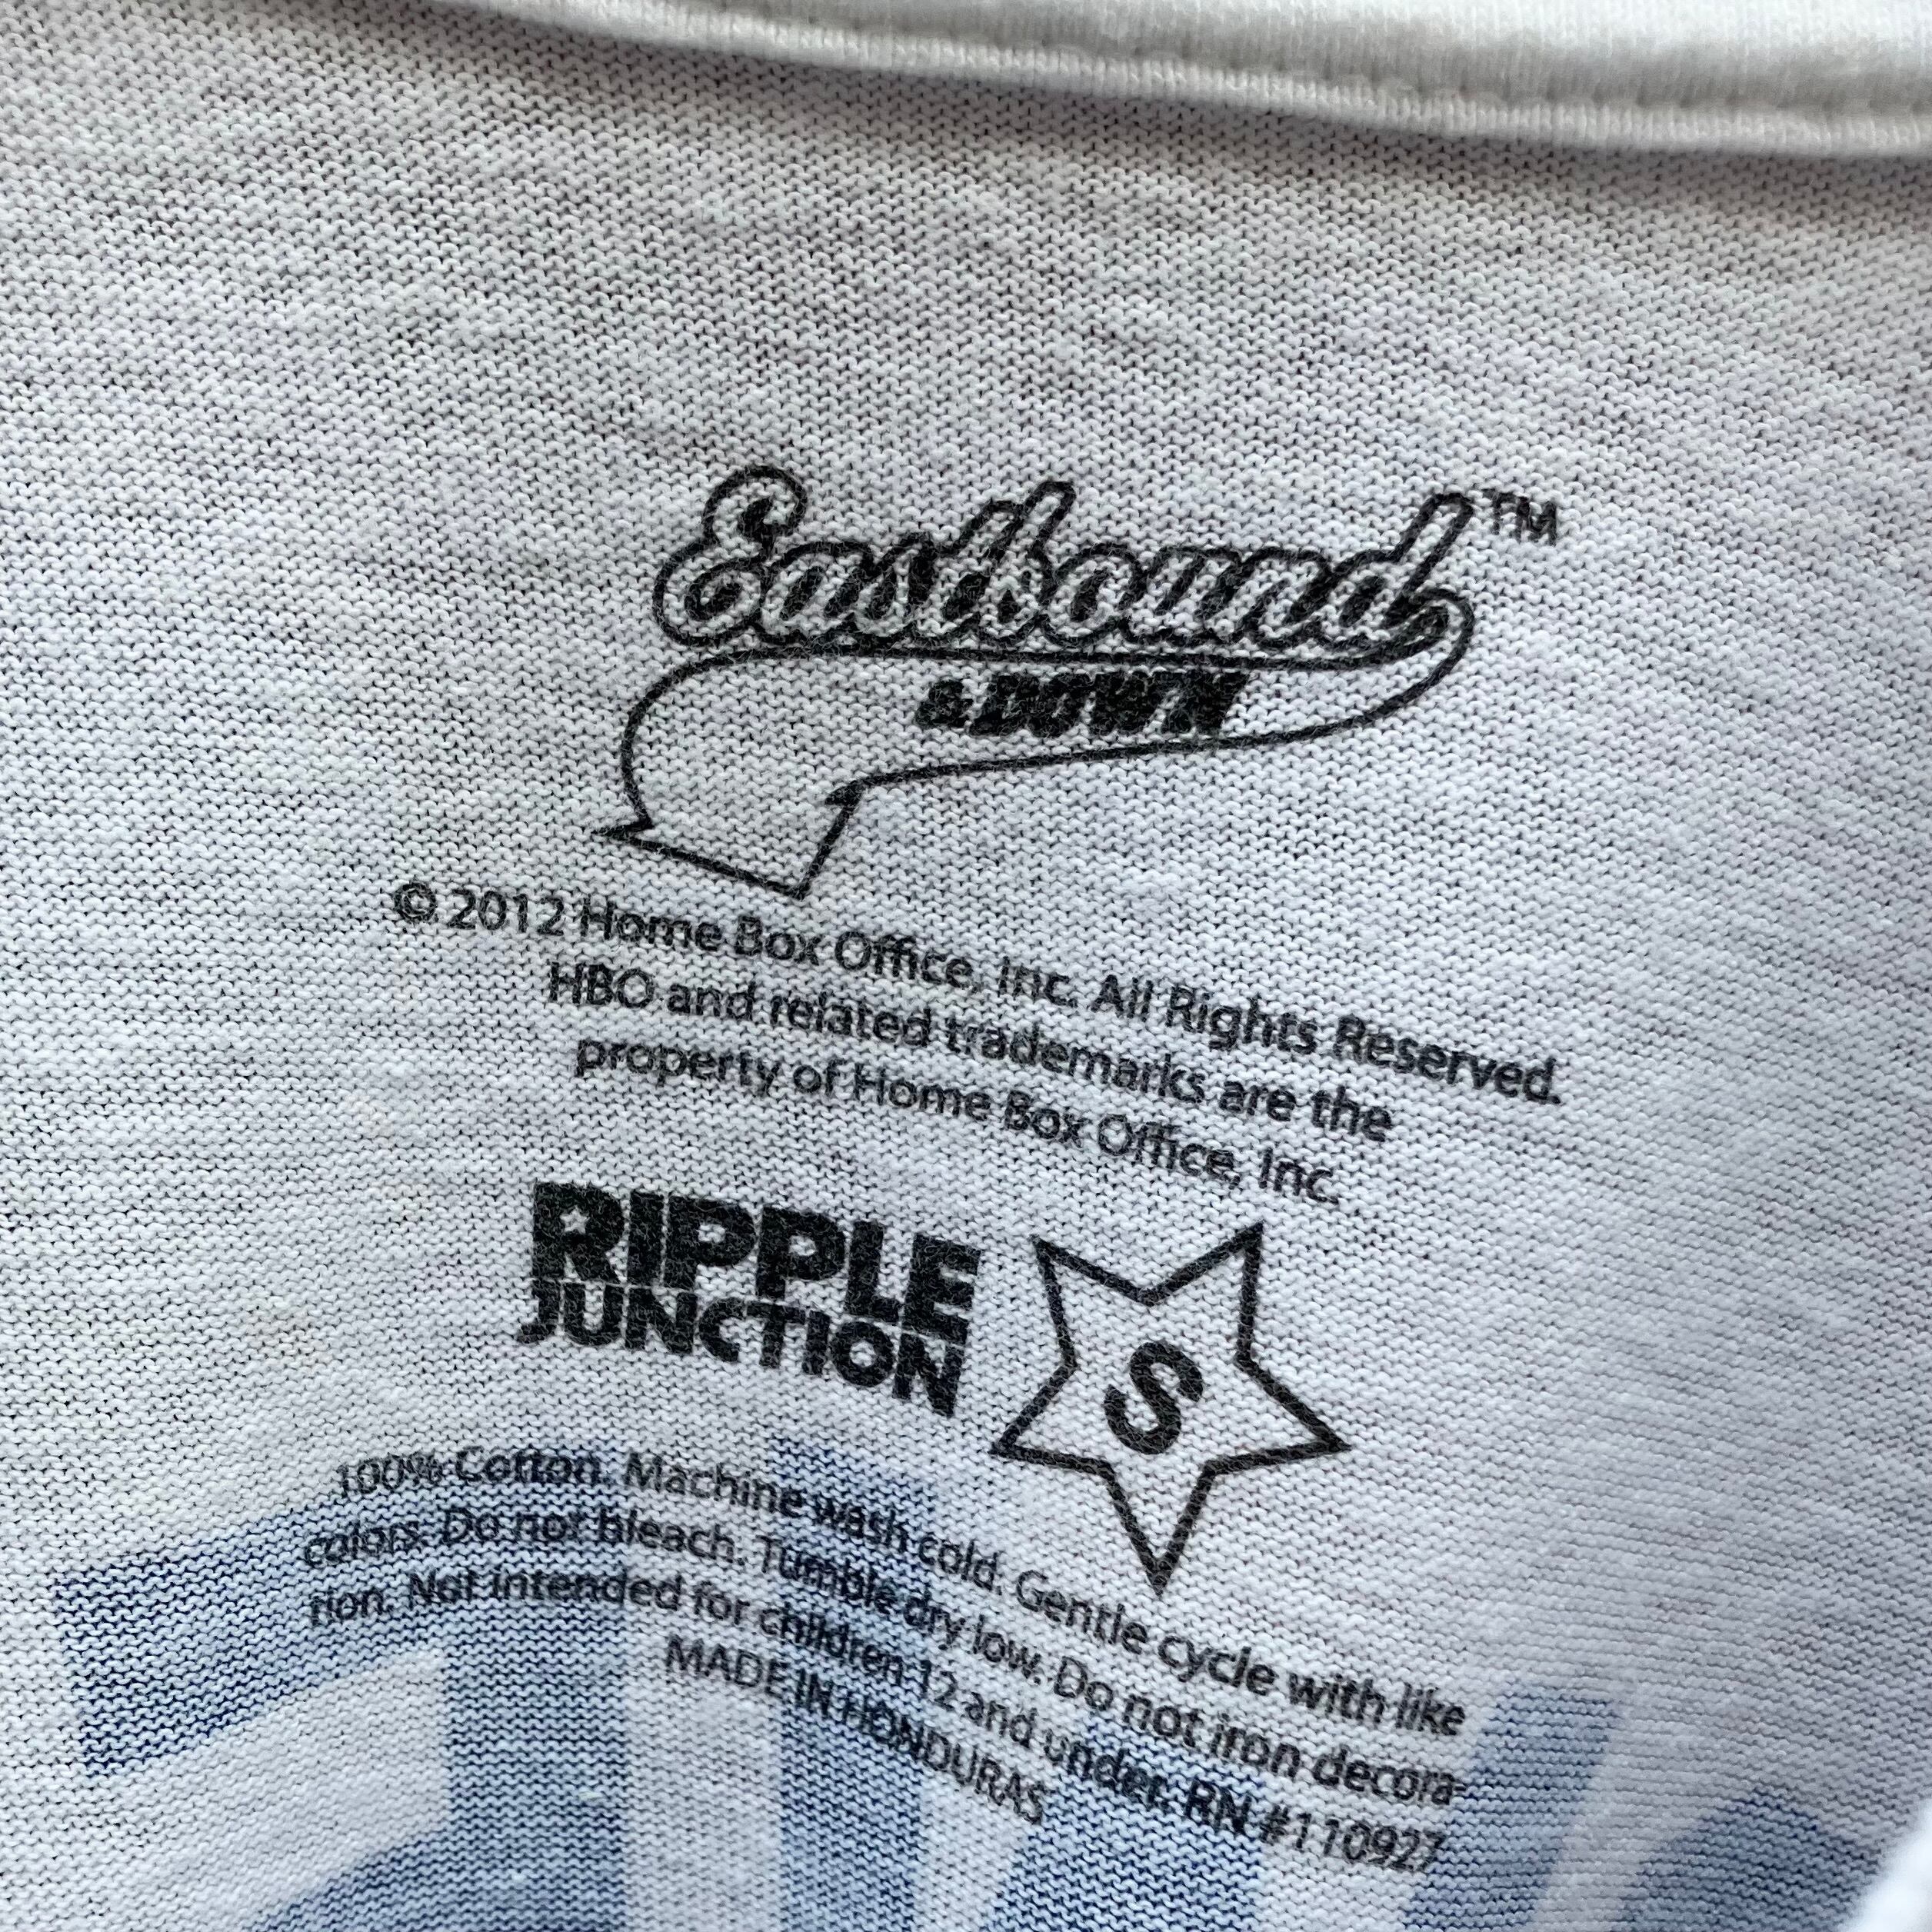 Eastbound TM
& DOWN
© 2012 Home Box Office, Inc. All Rights Reserved.
HBO and related trademarks are the
property of Home Box Office, Inc.
RIPPLE
JUNCTION
S
100% Cotton. Machine wash cold. Gentle cycle with like
colors. Do not bleach. Tumble dry low. Do not iron decora-
tion. Not intended for children 12 and under. RN #110927
MADE IN HONDURAS